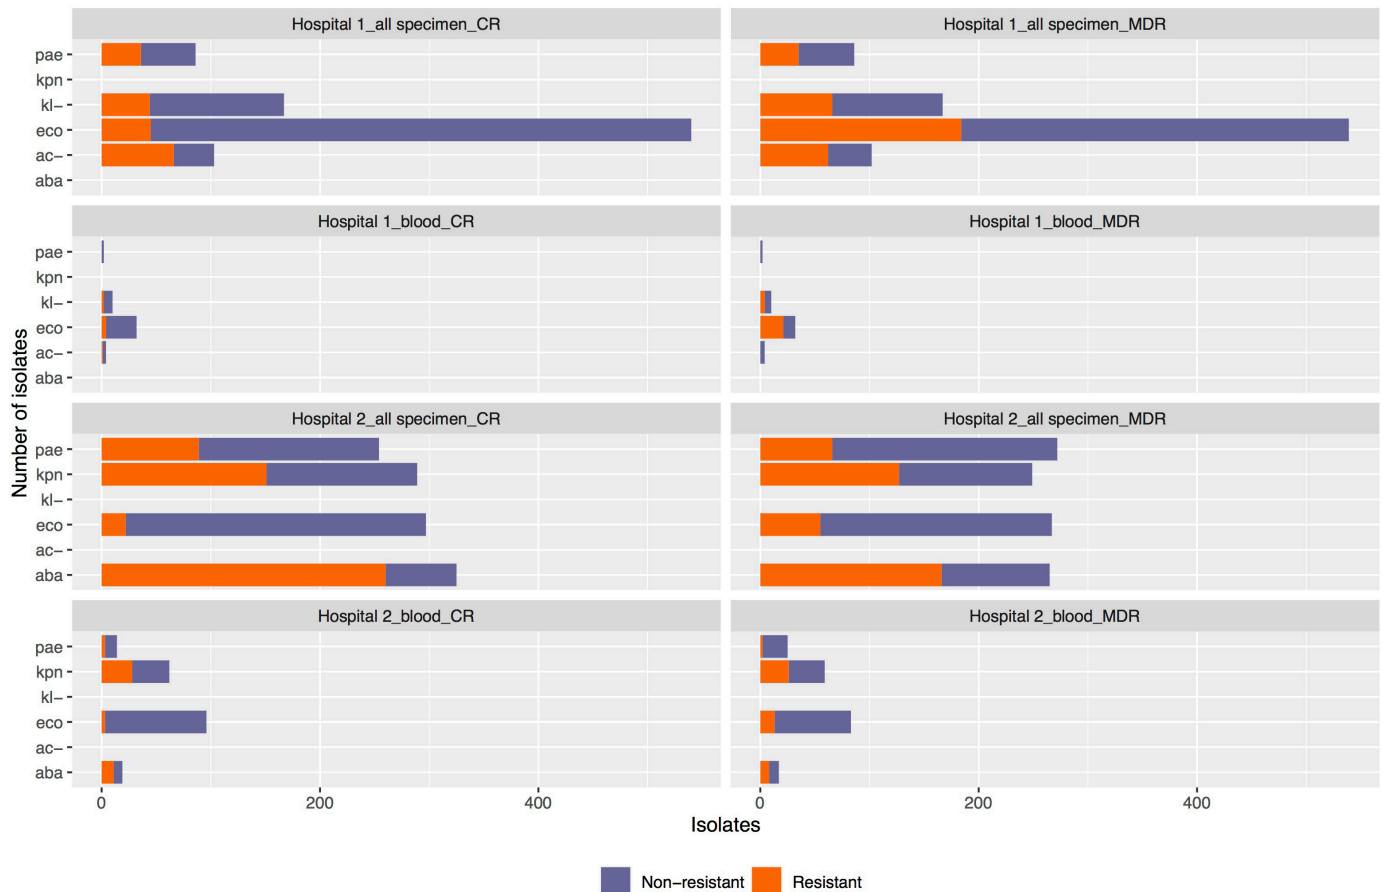 Hospital 1_all specimen_CR
Hospital 1_all specimen_MDR
pae
kpn
kl-
eco
ac-
aba
Hospital 1_blood_CR
Hospital 1_blood_MDR
pae
kpn
kl-
eco
ac-
aba
Number of isolates
Hospital 2_all specimen_CR
Hospital 2_all specimen_MDR
pae
kpn
kl-
eco
ac-
aba
Hospital 2_blood_CR
Hospital 2_blood_MDR
pae
kpn
kl-
eco
ac-
aba
0 200 400 0 200 400
Isolates
Non-resistant Resistant